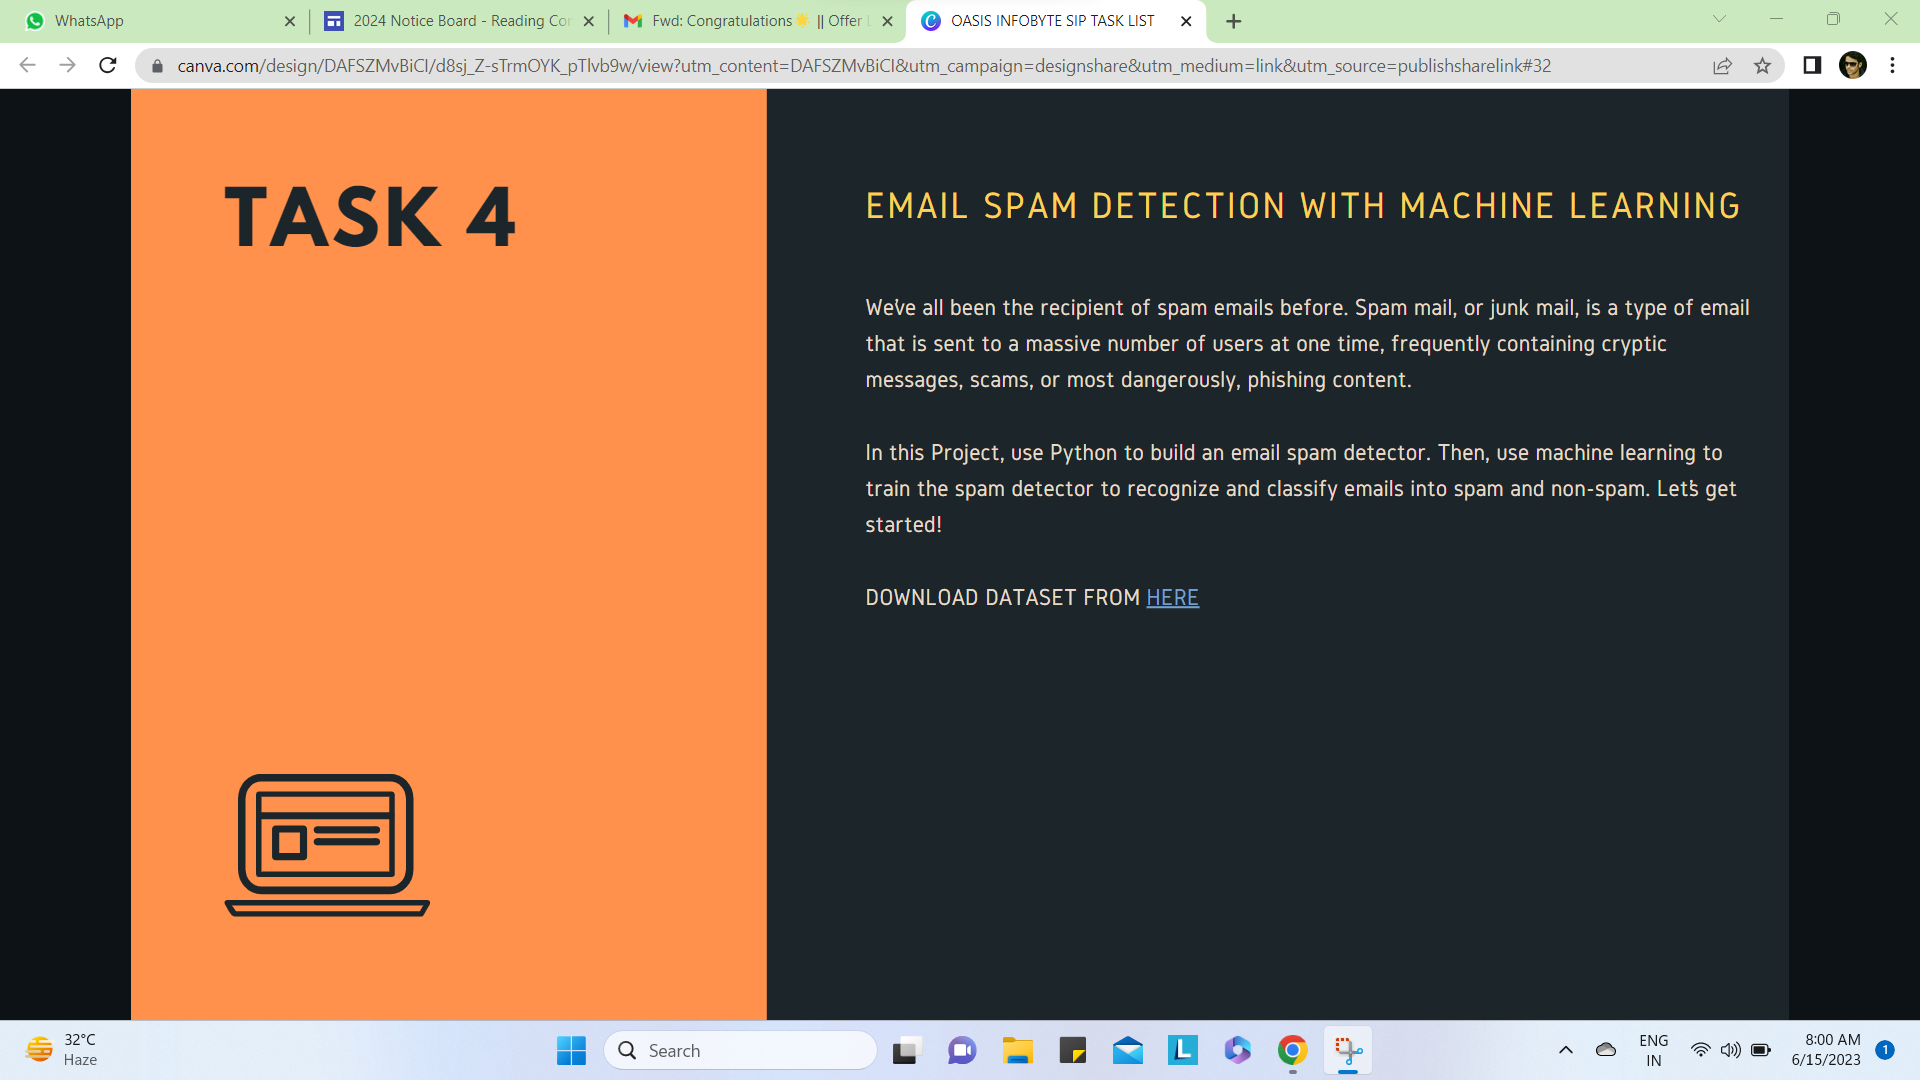 WhatsApp
2024 Notice Board - Reading Cor
Fwd: Congratulations🌟 || Offer L
OASIS INFOBYTE SIP TASK LIST
canva.com/design/DAFSZMvBiCI/d8sj_Z-sTrmOYK_pTlvb9w/view?utm_content=DAFSZMvBiCI&utm_campaign=designshare&utm_medium=link&utm_source=publishsharelink#32
TASK 4
EMAIL SPAM DETECTION WITH MACHINE LEARNING
We've all been the recipient of spam emails before. Spam mail, or junk mail, is a type of email
that is sent to a massive number of users at one time, frequently containing cryptic
messages, scams, or most dangerously, phishing content.
In this Project, use Python to build an email spam detector. Then, use machine learning to
train the spam detector to recognize and classify emails into spam and non-spam. Let's get
started!
DOWNLOAD DATASET FROM HERE
32°C
Haze
Search
ENG
IN
8:00 AM
6/15/2023
1